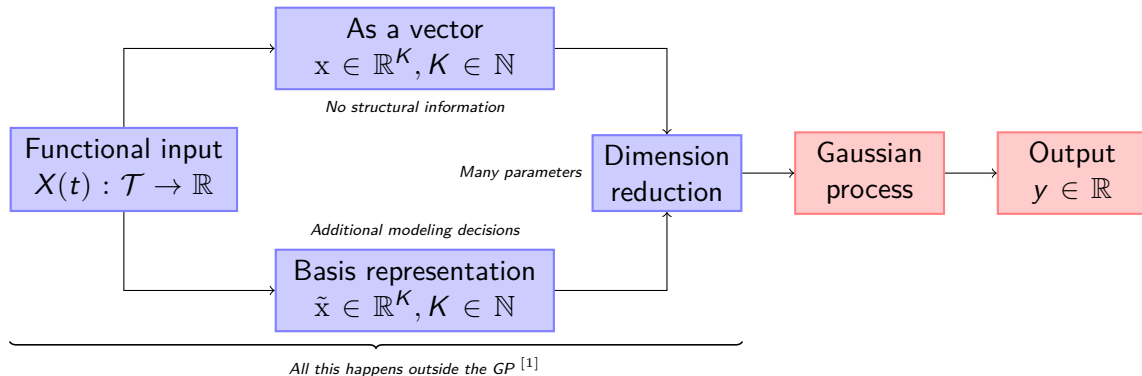 As a vector
x ∈ ℝ^K, K ∈ ℕ
No structural information
Functional input
X(t) : 𝒯 → ℝ
Many parameters
Dimension
reduction
Gaussian
process
Output
y ∈ ℝ
Additional modeling decisions
Basis representation
x̃ ∈ ℝ^K, K ∈ ℕ
All this happens outside the GP [1]